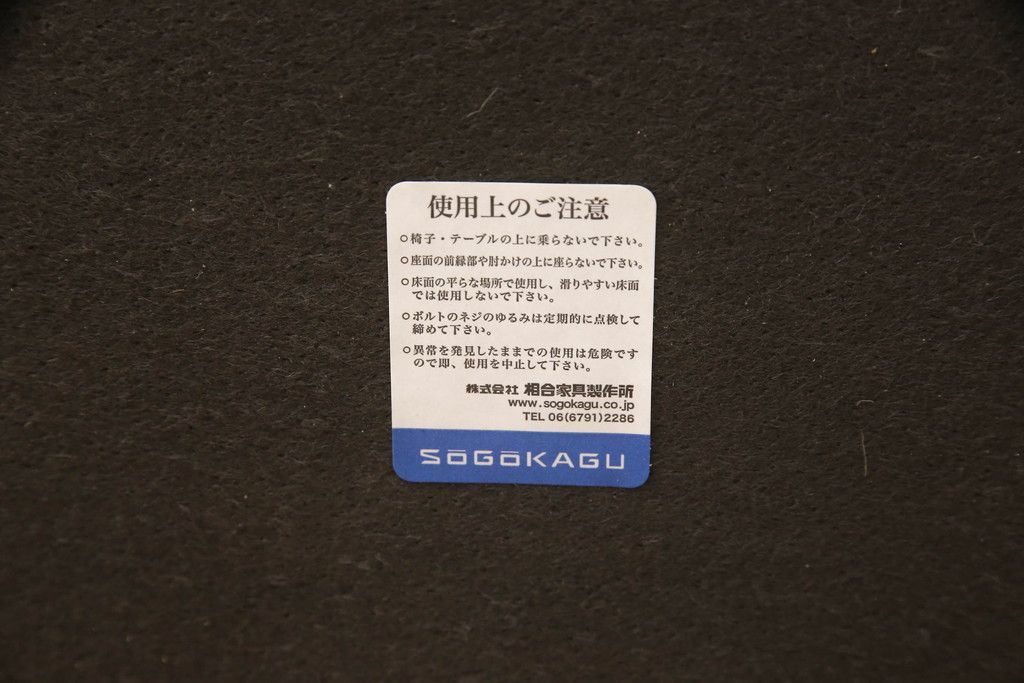 使用上のご注意
○椅子・テーブルの上に乗らないで下さい。
○座面の前縁部や肘かけの上に座らないで下さい。
○床面の平らな場所で使用し、滑りやすい床面
では使用しないで下さい。
○ボルトのネジのゆるみは定期的に点検して
締めて下さい。
○異常を発見したままでの使用は危険です
ので即、使用を中止して下さい。
株式会社 相合家具製作所
www.sogokagu.co.jp
TEL 06(6791)2286
SōGōKAGU